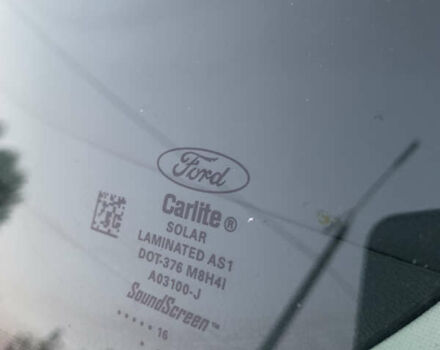 Ford
Carlite®
SOLAR
LAMINATED AS1
DOT-376 M8H4I
A03100-J
SoundScreen™
..... 16
....